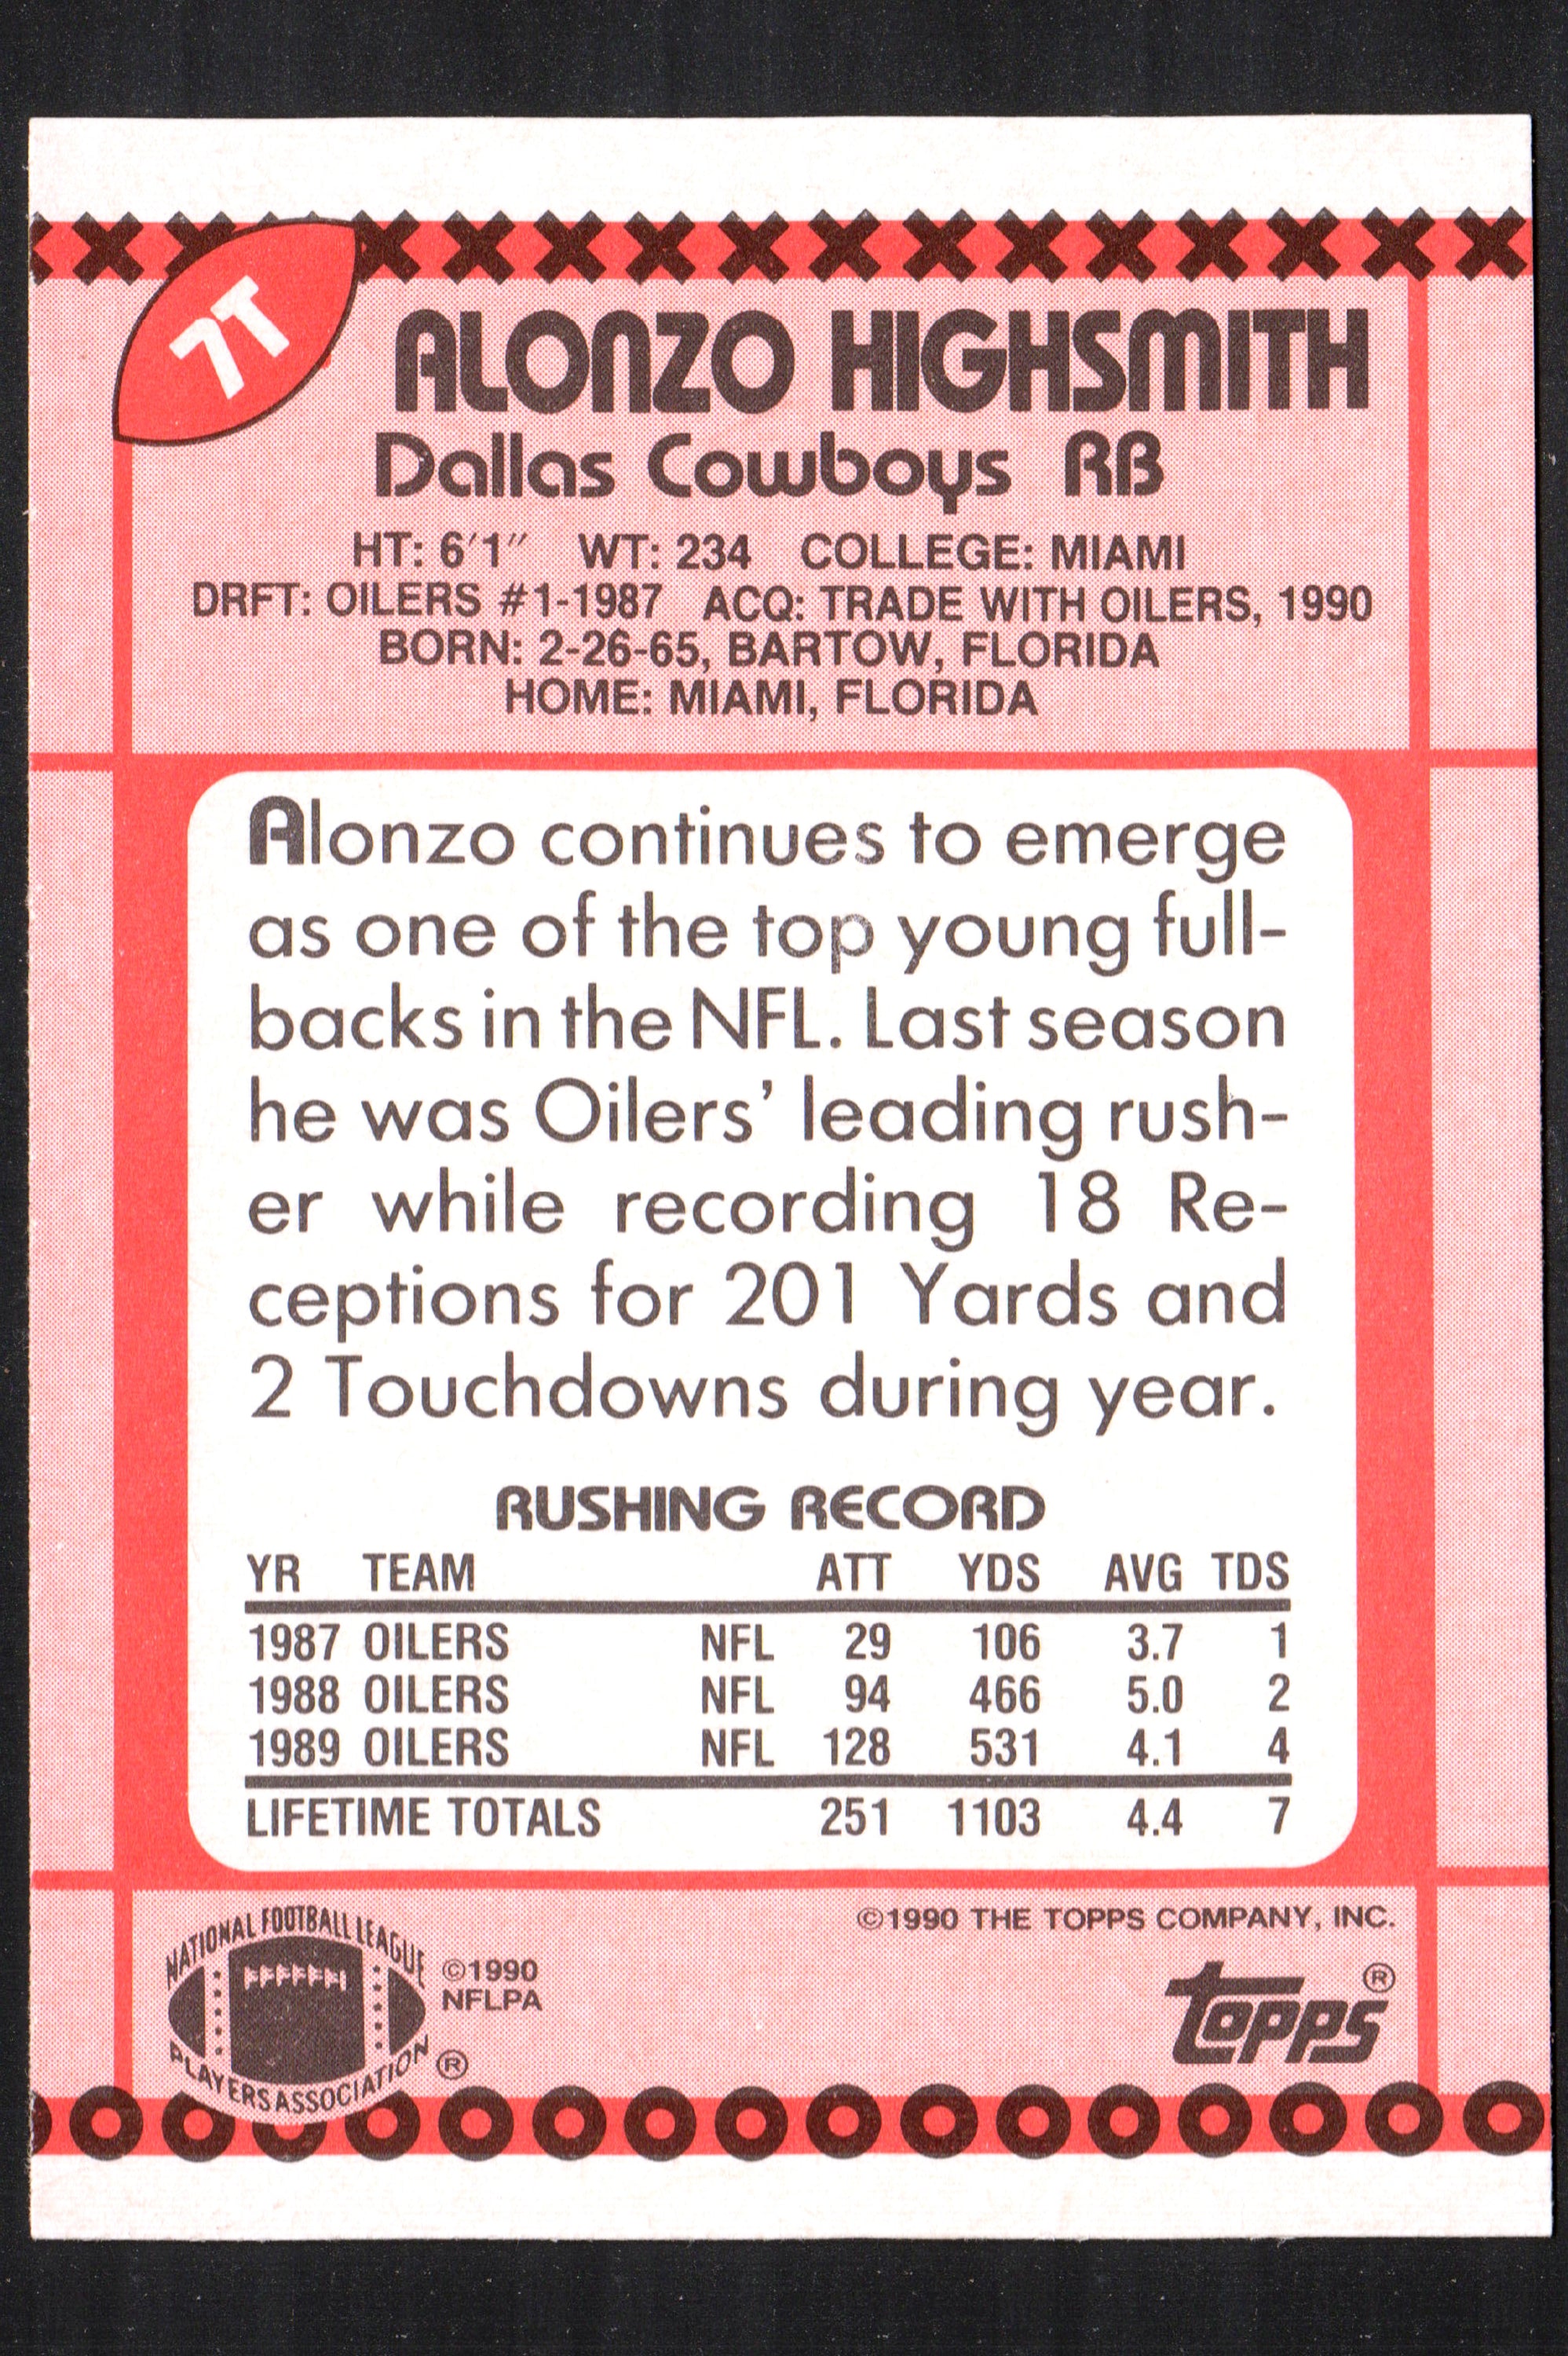 7T
ALONZO HIGHSMITH
Dallas Cowboys RB
HT: 6'1" WT: 234 COLLEGE: MIAMI
DRFT: OILERS #1-1987 ACQ: TRADE WITH OILERS, 1990
BORN: 2-26-65, BARTOW, FLORIDA
HOME: MIAMI, FLORIDA
Alonzo continues to emerge
as one of the top young full-
backs in the NFL. Last season
he was Oilers' leading rush-
er while recording 18 Re-
ceptions for 201 Yards and
2 Touchdowns during year.
RUSHING RECORD
YR TEAM ATT YDS AVG TDS
1987 OILERS NFL 29 106 3.7 1
1988 OILERS NFL 94 466 5.0 2
1989 OILERS NFL 128 531 4.1 4
LIFETIME TOTALS 251 1103 4.4 7
NATIONAL FOOTBALL LEAGUE
PLAYERS ASSOCIATION ®
©1990
NFLPA
©1990 THE TOPPS COMPANY, INC.
topps®